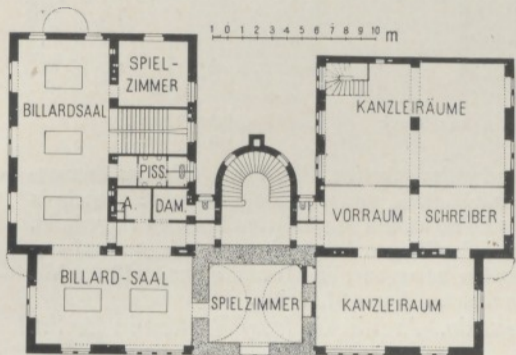 1 0 1 2 3 4 5 6 7 8 9 10 m
SPIEL-
ZIMMER
BILLARDSAAL
KANZLEIRÄUME
PISS.
A.
DAM.
VORRAUM
SCHREIBER
BILLARD-SAAL
SPIELZIMMER
KANZLEIRAUM